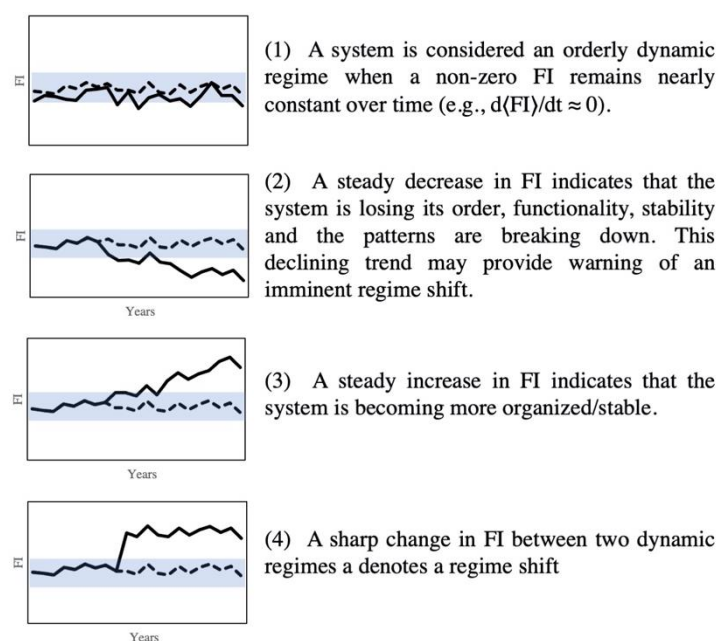 FI
(1) A system is considered an orderly dynamic
regime when a non-zero FI remains nearly
constant over time (e.g., d⟨FI⟩/dt ≈ 0).
FI
Years
(2) A steady decrease in FI indicates that the
system is losing its order, functionality, stability
and the patterns are breaking down. This
declining trend may provide warning of an
imminent regime shift.
FI
Years
(3) A steady increase in FI indicates that the
system is becoming more organized/stable.
FI
Years
(4) A sharp change in FI between two dynamic
regimes a denotes a regime shift